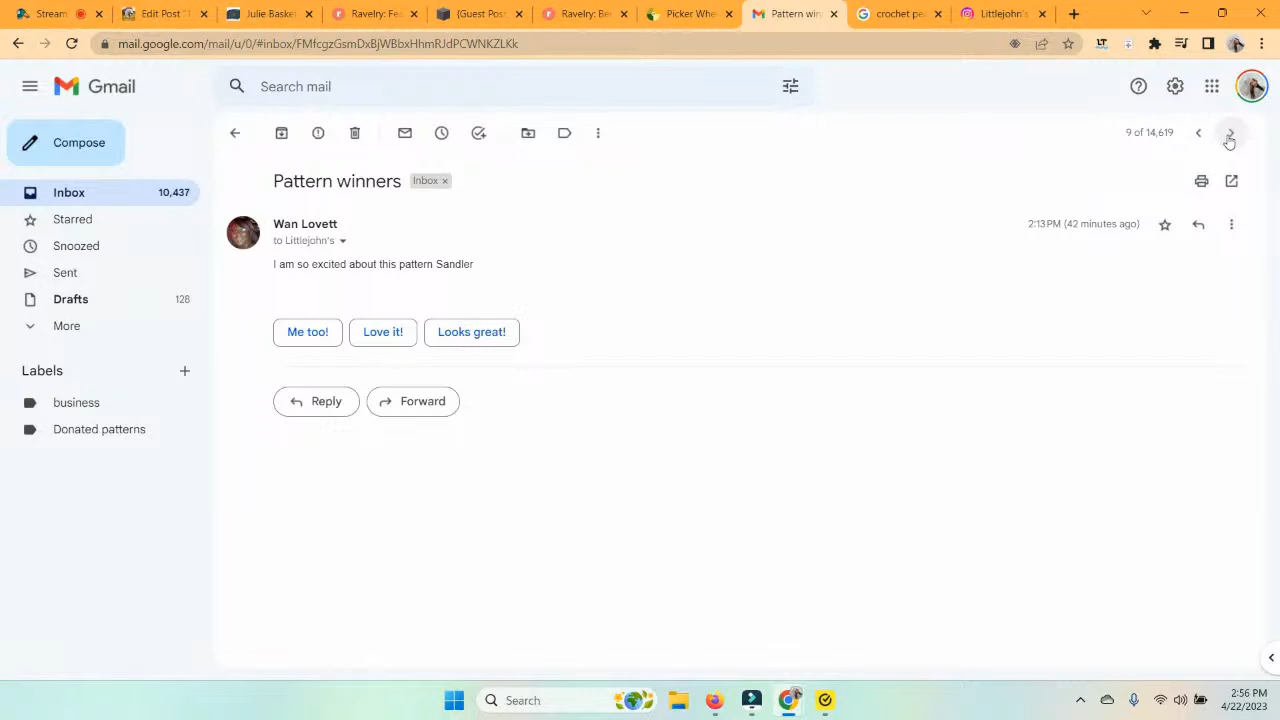 Stream
Edit Post "
Julie Basket
Ravelry: Fea
{Guest Post
Ravelry: Be
Picker Whe
Pattern win
crochet pea
Littlejohn's
mail.google.com/mail/u/0/#inbox/FMfcgzGsmDxBjWBbxHhmRJdPCWNKZLKk
Gmail
Search mail
Compose
9 of 14,619
Pattern winners
Inbox ×
Inbox 10,437
Starred
Snoozed
Sent
Drafts 128
More
Labels
business
Donated patterns
Wan Lovett
2:13 PM (42 minutes ago)
to Littlejohn's
I am so excited about this pattern Sandler
Me too!
Love it!
Looks great!
Reply
Forward
Search
2:56 PM
4/22/2023